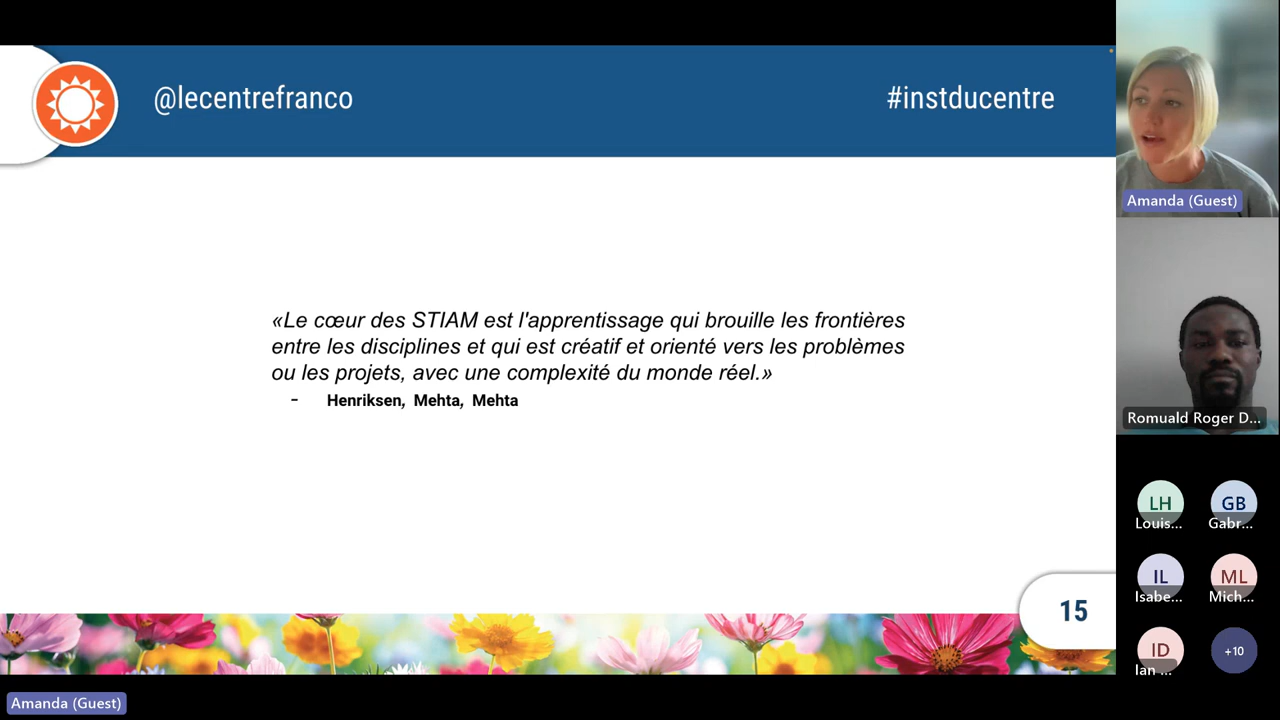 @lecentrefranco
#instducentre
«Le cœur des STIAM est l'apprentissage qui brouille les frontières
entre les disciplines et qui est créatif et orienté vers les problèmes
ou les projets, avec une complexité du monde réel.»
- Henriksen, Mehta, Mehta
15
Amanda (Guest)
Romuald Roger D...
LH
GB
Louis...
Gabr...
IL
ML
Isabe...
Mich...
ID
+10
Ian ...
Amanda (Guest)